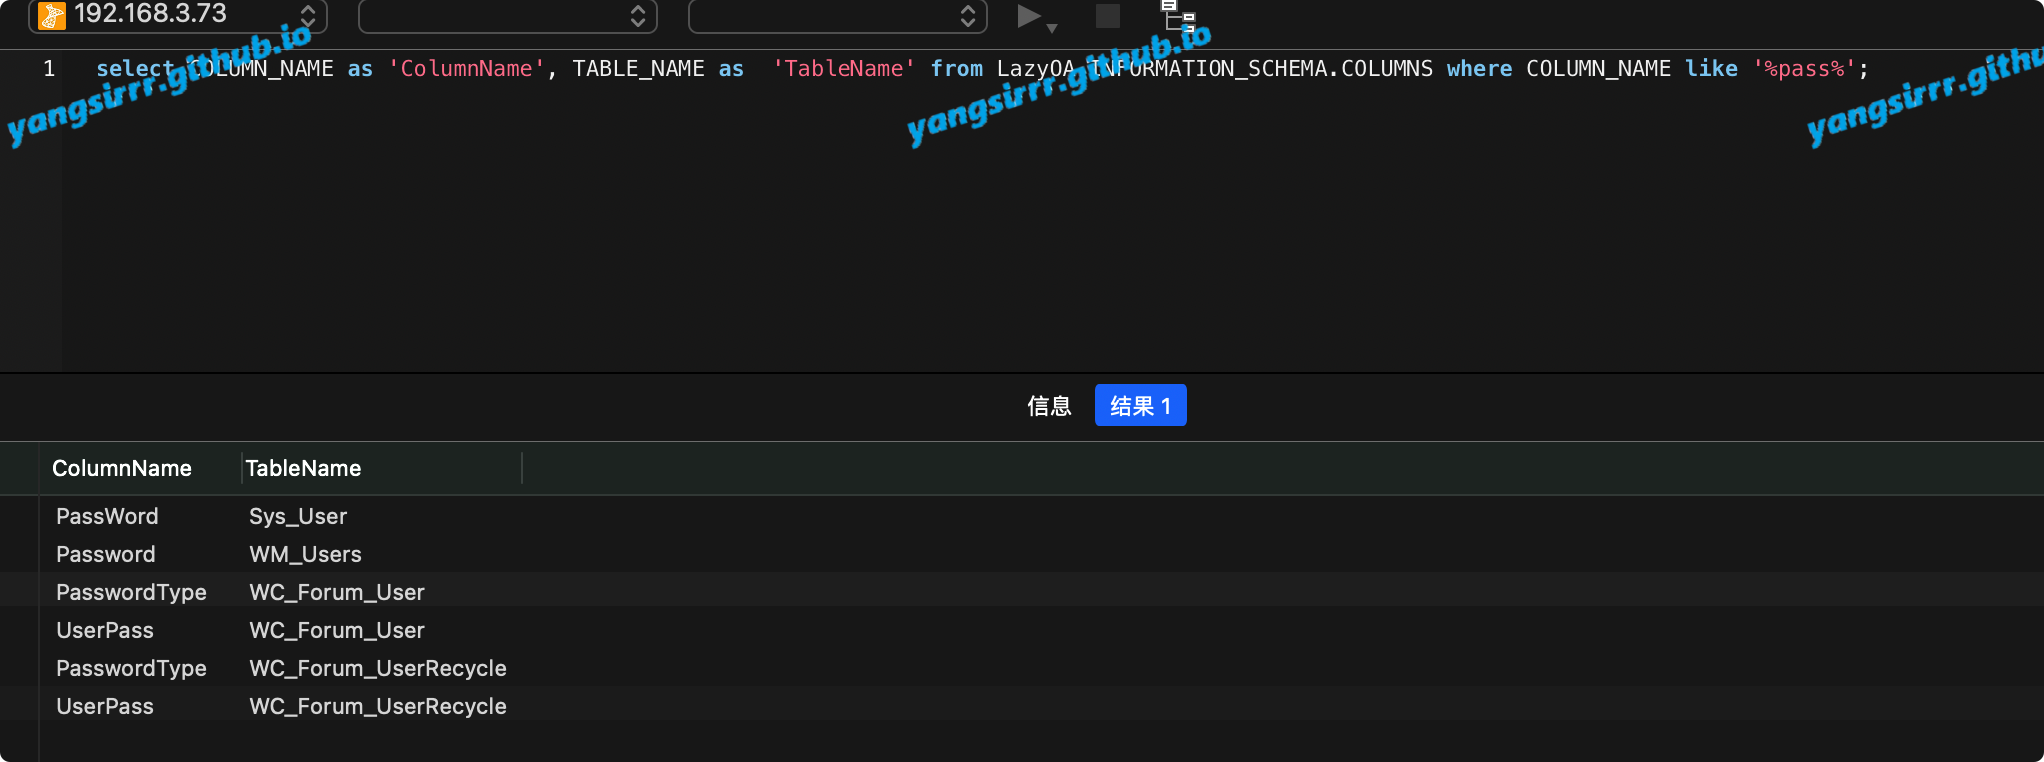 192.168.3.73
1 select COLUMN_NAME as 'ColumnName', TABLE_NAME as 'TableName' from LazyOA.INFORMATION_SCHEMA.COLUMNS where COLUMN_NAME like '%pass%';
yangsirrr.github.io yangsirrr.github.io yangsirrr.githu
信息 结果 1
ColumnName TableName
PassWord Sys_User
Password WM_Users
PasswordType WC_Forum_User
UserPass WC_Forum_User
PasswordType WC_Forum_UserRecycle
UserPass WC_Forum_UserRecycle